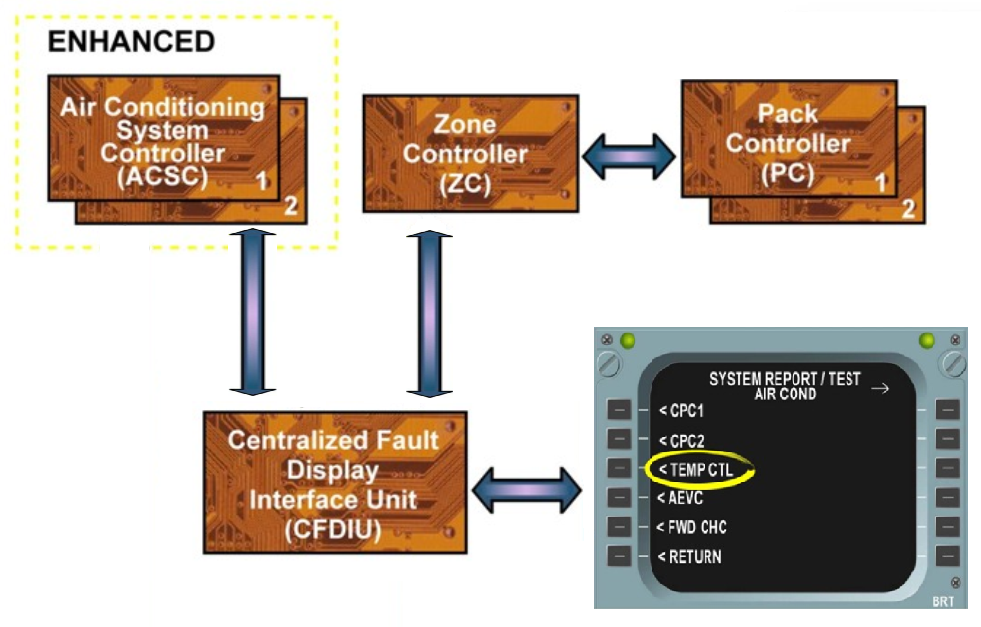 ENHANCED
Air Conditioning
System
Controller
(ACSC)
1
2
Zone
Controller
(ZC)
Pack
Controller
(PC)
1
2
Centralized Fault
Display
Interface Unit
(CFDIU)
SYSTEM REPORT / TEST
AIR COND →
< CPC1
< CPC2
< TEMP CTL
< AEVC
< FWD CHC
< RETURN
BRT